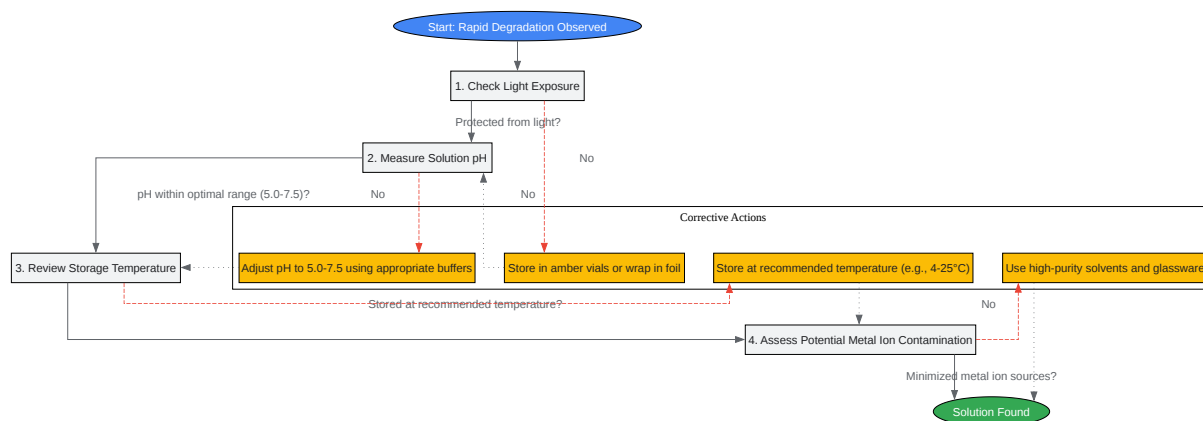 Start: Rapid Degradation Observed
1. Check Light Exposure
Protected from light?
2. Measure Solution pH
No
pH within optimal range (5.0-7.5)?
No
No
Corrective Actions
3. Review Storage Temperature
Adjust pH to 5.0-7.5 using appropriate buffers
Store in amber vials or wrap in foil
Store at recommended temperature (e.g., 4-25°C)
Use high-purity solvents and glassware
Stored at recommended temperature?
No
4. Assess Potential Metal Ion Contamination
Minimized metal ion sources?
Solution Found